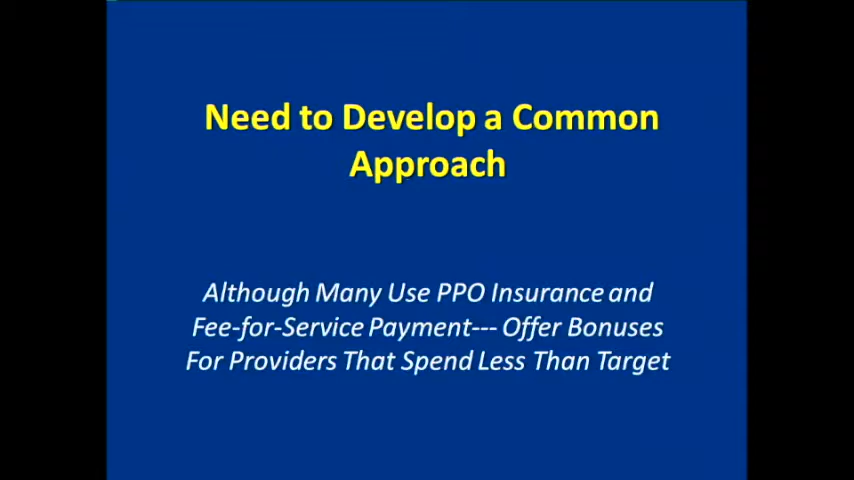 Need to Develop a Common
Approach
Although Many Use PPO Insurance and
Fee-for-Service Payment--- Offer Bonuses
For Providers That Spend Less Than Target